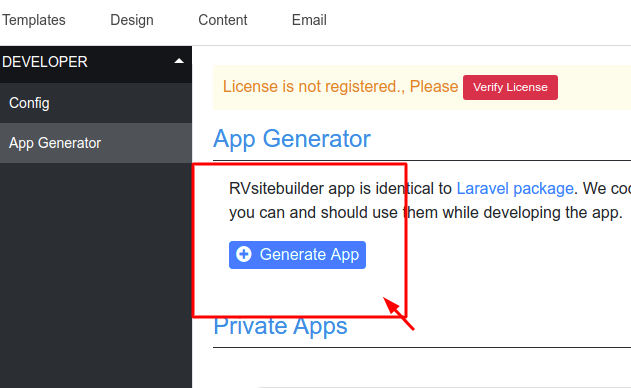 Templates Design Content Email
DEVELOPER
Config
App Generator
License is not registered., Please Verify License
App Generator
RVsitebuilder app is identical to Laravel package. We
you can and should use them while developing the app.
Generate App
Private Apps